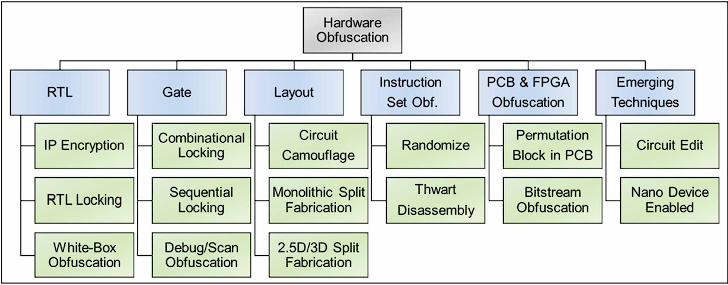 Hardware
Obfuscation
RTL
Gate
Layout
Instruction
Set Obf.
PCB & FPGA
Obfuscation
Emerging
Techniques
IP Encryption
Combinational
Locking
Circuit
Camouflage
Randomize
Permutation
Block in PCB
Circuit Edit
RTL Locking
Sequential
Locking
Monolithic Split
Fabrication
Thwart
Disassembly
Bitstream
Obfuscation
Nano Device
Enabled
White-Box
Obfuscation
Debug/Scan
Obfuscation
2.5D/3D Split
Fabrication